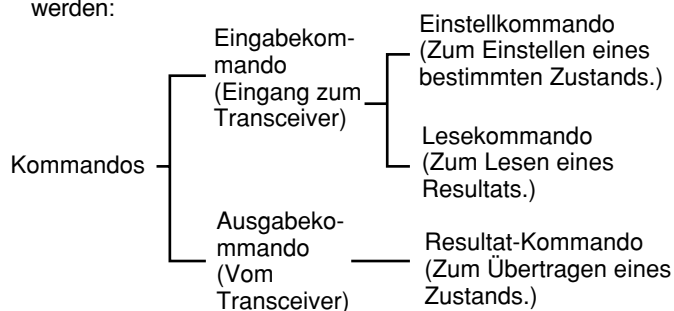 werden:
Eingabekom-
mando
(Eingang zum
Transceiver)
Einstellkommando
(Zum Einstellen eines
bestimmten Zustands.)
Lesekommando
(Zum Lesen eines
Resultats.)
Kommandos
Ausgabeko-
mmando
(Vom
Transceiver)
Resultat-Kommando
(Zum Übertragen eines
Zustands.)